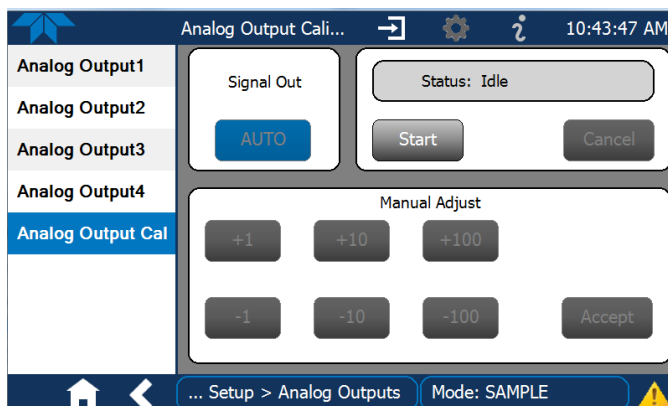 Analog Output Cali... 10:43:47 AM
Analog Output1
Analog Output2
Analog Output3
Analog Output4
Analog Output Cal
Signal Out
AUTO
Status: Idle
Start Cancel
Manual Adjust
+1 +10 +100
-1 -10 -100 Accept
... Setup > Analog Outputs Mode: SAMPLE